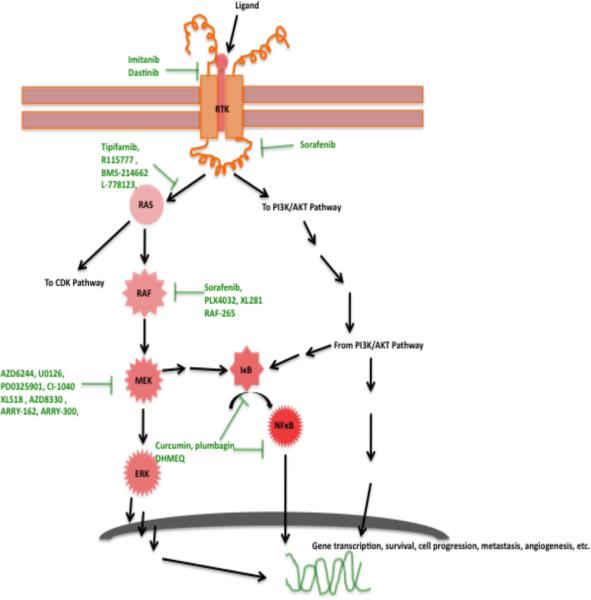 Ligand
Imitanib
Dastinib
RTK
Sorafenib
Tipifarnib,
R115777 ,
BMS-214662
L-778123,
RAS
To PI3K/AKT Pathway
To CDK Pathway
RAF
Sorafenib,
PLX4032, XL281
RAF-265
From PI3K/AKT Pathway
AZD6244, U0126,
PD0325901, CI-1040
XL518 , AZD8330 ,
ARRY-162, ARRY-300,
MEK
IκB
NFκB
Curcumin, plumbagin
DHMEQ
ERK
Gene transcription, survival, cell progression, metastasis, angiogenesis, etc.